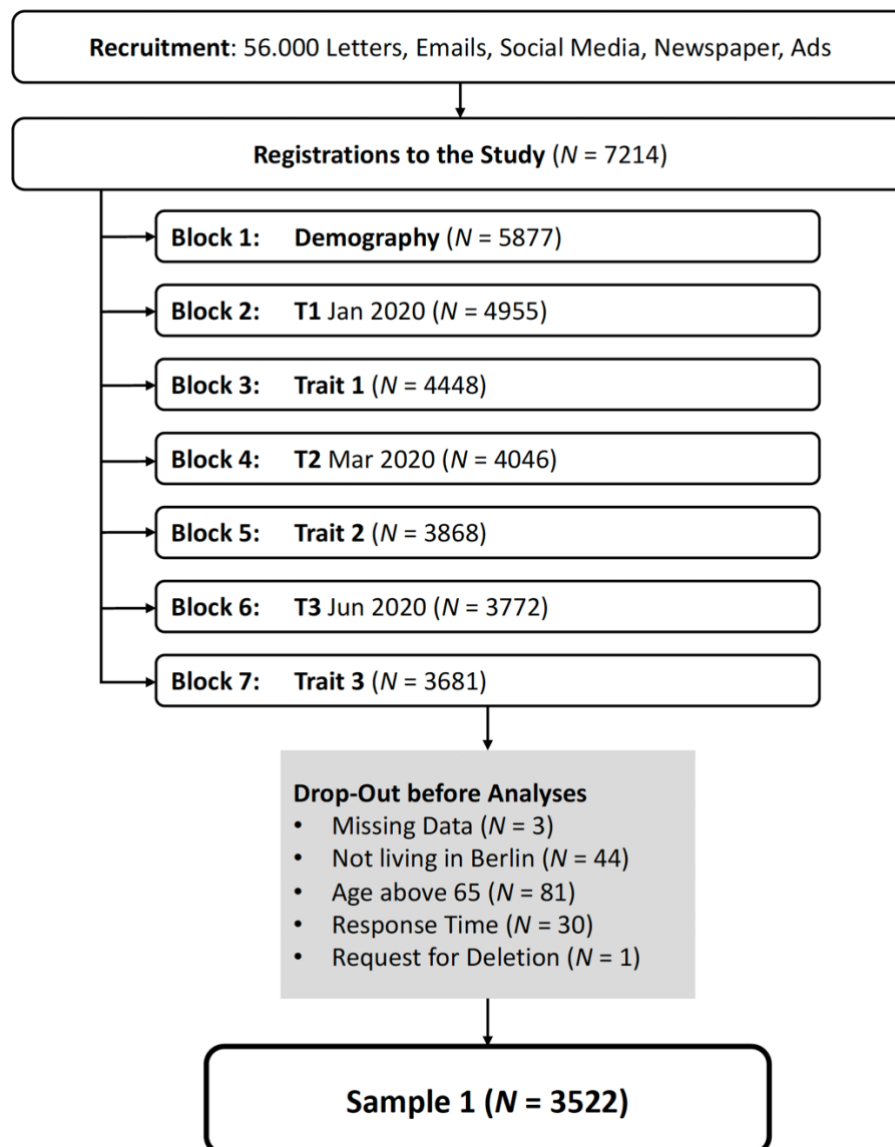 Recruitment: 56.000 Letters, Emails, Social Media, Newspaper, Ads
Registrations to the Study (N = 7214)
Block 1: Demography (N = 5877)
Block 2: T1 Jan 2020 (N = 4955)
Block 3: Trait 1 (N = 4448)
Block 4: T2 Mar 2020 (N = 4046)
Block 5: Trait 2 (N = 3868)
Block 6: T3 Jun 2020 (N = 3772)
Block 7: Trait 3 (N = 3681)
Drop-Out before Analyses
• Missing Data (N = 3)
• Not living in Berlin (N = 44)
• Age above 65 (N = 81)
• Response Time (N = 30)
• Request for Deletion (N = 1)
Sample 1 (N = 3522)